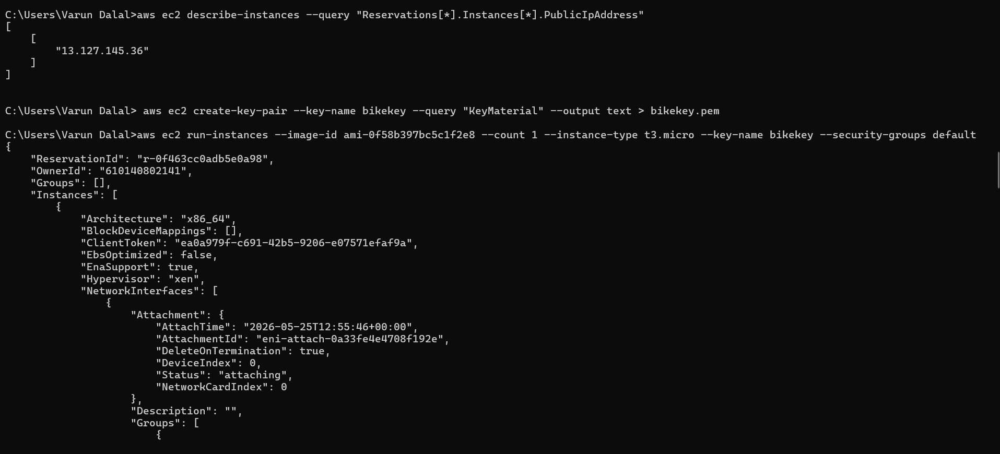 C:\Users\Varun Dalal>aws ec2 describe-instances --query "Reservations[*].Instances[*].PublicIpAddress"
[
    [
        "13.127.145.36"
    ]
]
C:\Users\Varun Dalal> aws ec2 create-key-pair --key-name bikekey --query "KeyMaterial" --output text > bikekey.pem
C:\Users\Varun Dalal>aws ec2 run-instances --image-id ami-0f58b397bc5c1f2e8 --count 1 --instance-type t3.micro --key-name bikekey --security-groups default
{
    "ReservationId": "r-0f463cc0adb5e0a98",
    "OwnerId": "610140802141",
    "Groups": [],
    "Instances": [
        {
            "Architecture": "x86_64",
            "BlockDeviceMappings": [],
            "ClientToken": "ea0a979f-c691-42b5-9206-e07571efaf9a",
            "EbsOptimized": false,
            "EnaSupport": true,
            "Hypervisor": "xen",
            "NetworkInterfaces": [
                {
                    "Attachment": {
                        "AttachTime": "2026-05-25T12:55:46+00:00",
                        "AttachmentId": "eni-attach-0a33fe4e4708f192e",
                        "DeleteOnTermination": true,
                        "DeviceIndex": 0,
                        "Status": "attaching",
                        "NetworkCardIndex": 0
                    },
                    "Description": "",
                    "Groups": [
                        {